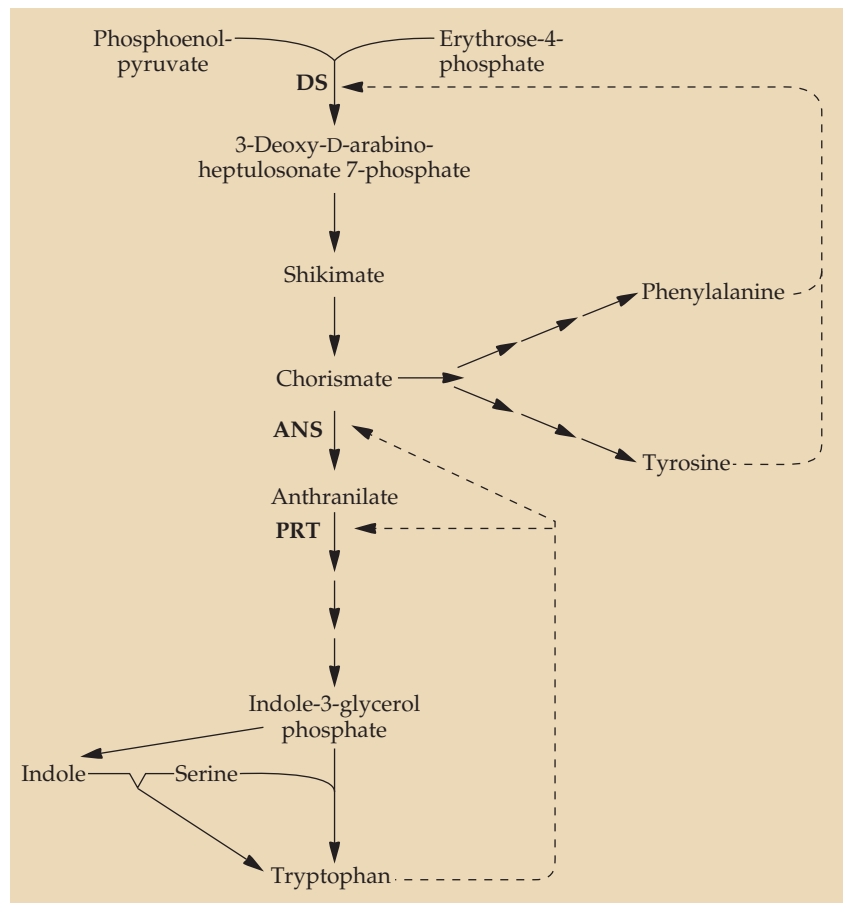 Phosphoenol-
pyruvate
Erythrose-4-
phosphate
DS
3-Deoxy-D-arabino-
heptulosonate 7-phosphate
Shikimate
Phenylalanine
Chorismate
ANS
Tyrosine
Anthranilate
PRT
Indole-3-glycerol
phosphate
Indole
Serine
Tryptophan